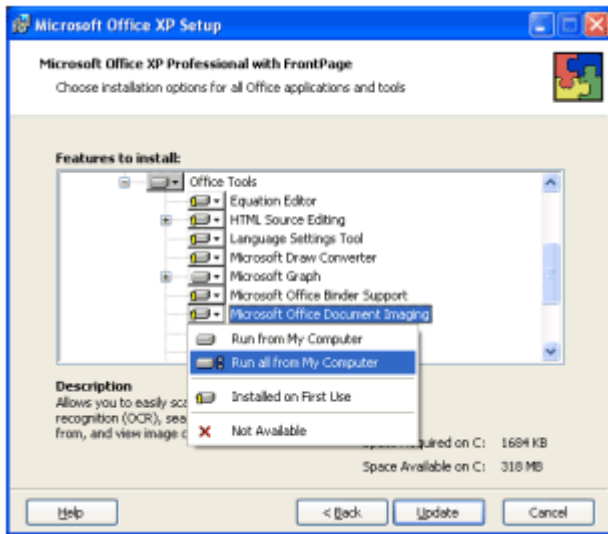 Microsoft Office XP Setup
Microsoft Office XP Professional with FrontPage
Choose installation options for all Office applications and tools
Features to install:
Office Tools
Equation Editor
HTML Source Editing
Language Settings Tool
Microsoft Draw Converter
Microsoft Graph
Microsoft Office Binder Support
Microsoft Office Document Imaging
Run from My Computer
Run all from My Computer
Installed on First Use
Not Available
Description
Allows you to easily
recognition (OCR),
from, and view image
on C: 1684 KB
Space Available on C: 318 MB
Help
< Back
Update
Cancel